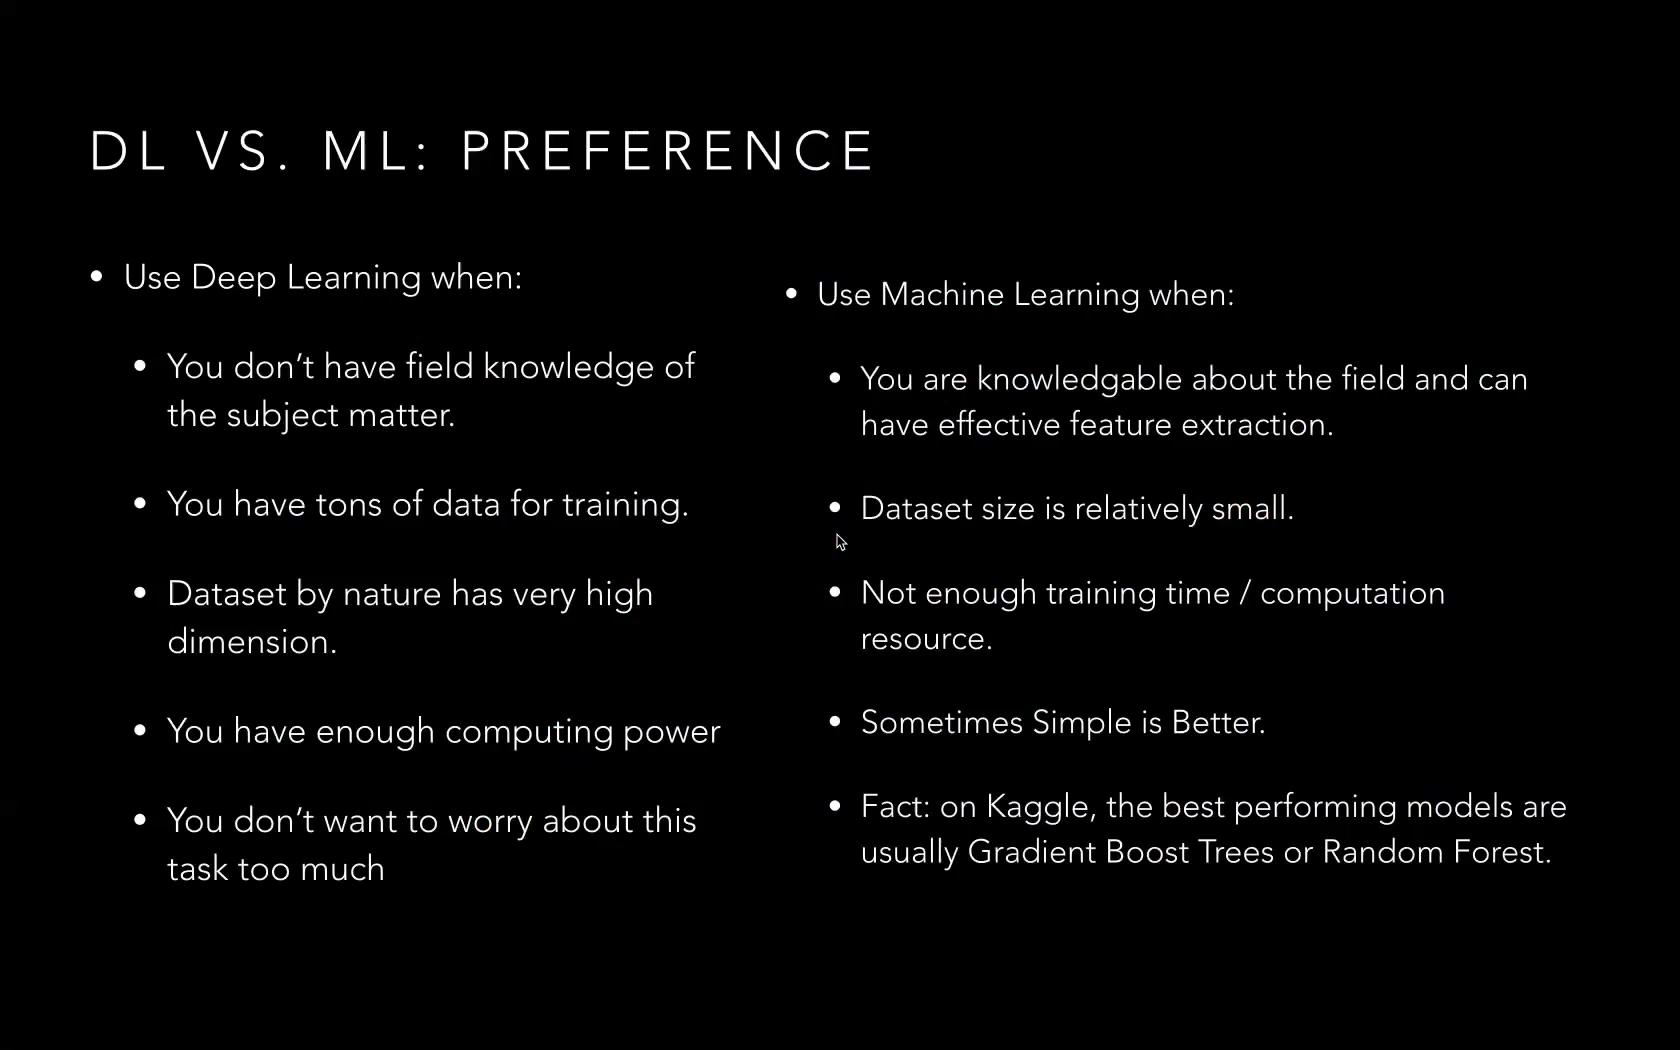 DL VS. ML: PREFERENCE
• Use Deep Learning when:
• You don’t have field knowledge of
the subject matter.
• You have tons of data for training.
• Dataset by nature has very high
dimension.
• You have enough computing power
• You don’t want to worry about this
task too much
• Use Machine Learning when:
• You are knowledgable about the field and can
have effective feature extraction.
• Dataset size is relatively small.
• Not enough training time / computation
resource.
• Sometimes Simple is Better.
• Fact: on Kaggle, the best performing models are
usually Gradient Boost Trees or Random Forest.